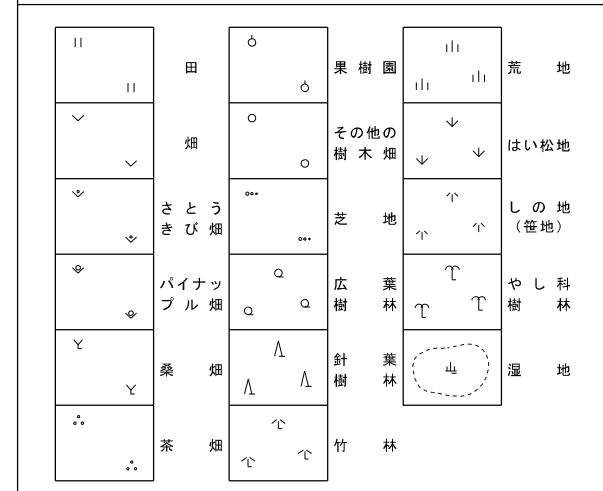 田
畑
さとう
きび畑
パイナッ
プル畑
桑畑
茶畑
果樹園
その他の
樹木畑
芝地
広葉
樹林
針葉
樹林
竹林
荒地
はい松地
しの地
(笹地)
やし科
樹林
湿地